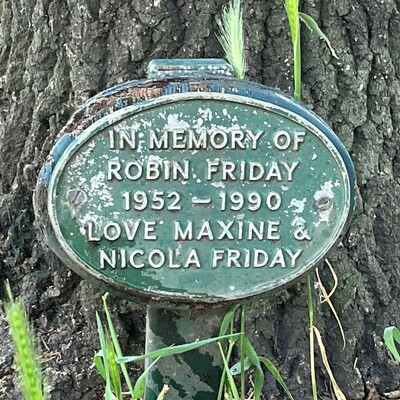 IN MEMORY OF
ROBIN FRIDAY
1952 – 1990
LOVE MAXINE &
NICOLA FRIDAY